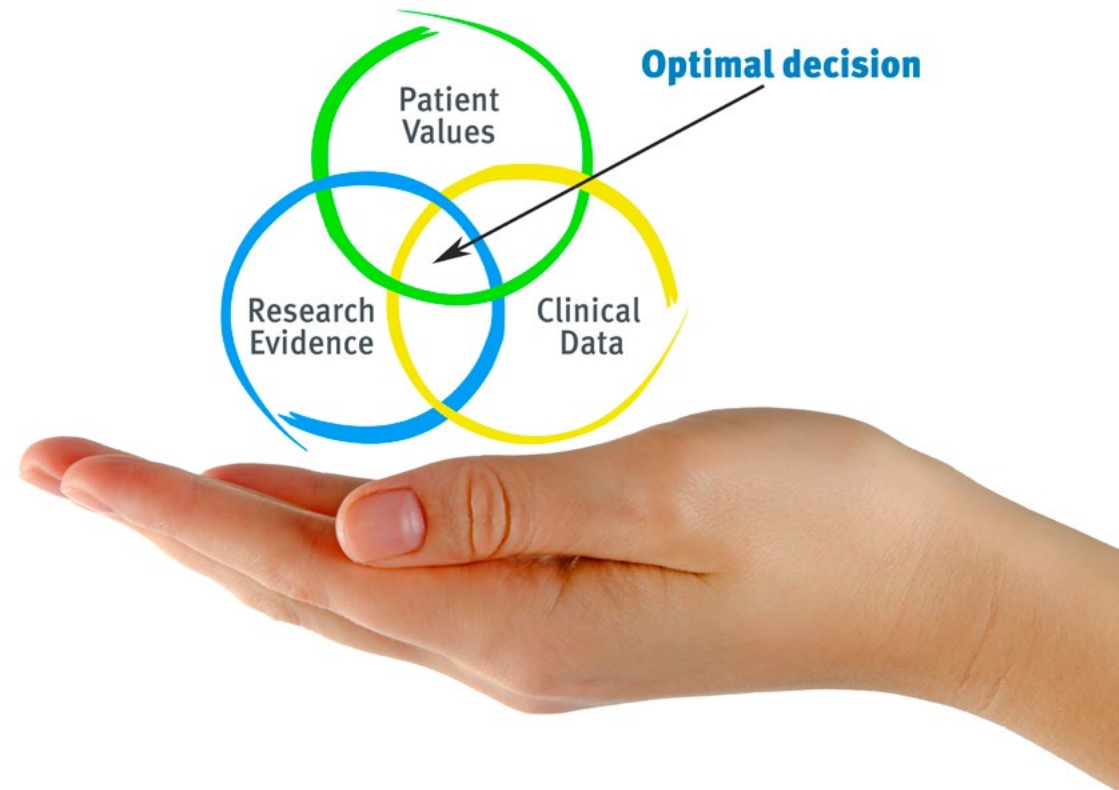 Optimal decision
Patient
Values
Research
Evidence
Clinical
Data